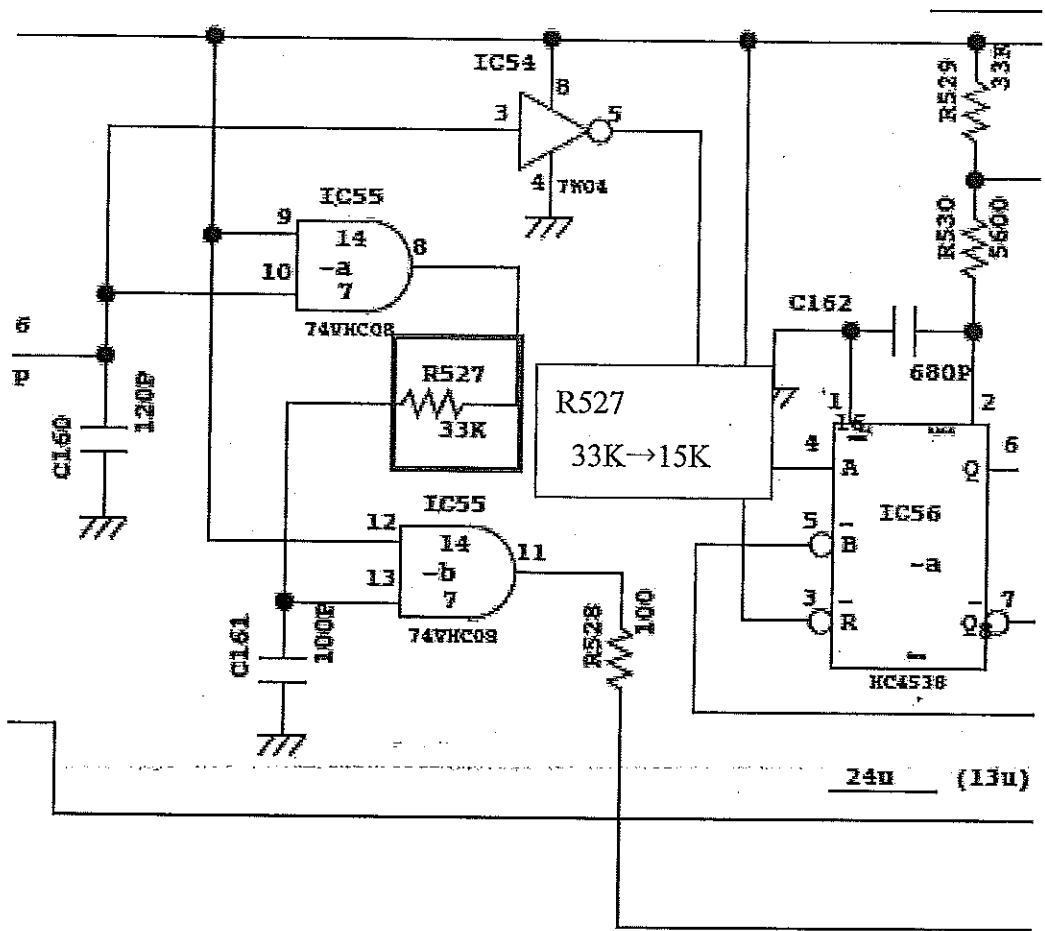 IC54
8
3
5
4
7H04
R529
33K
R530
5600
IC55
9
14
8
10
-a
7
74VHC08
6
P
C160
120P
R527
33K
R527
33K→15K
C162
680P
1
16
2
4
A
Q
6
IC56
5
B
-a
3
R
Q
8
7
HC4538
IC55
12
14
11
13
-b
7
74VHC08
C161
100P
R528
100
24u (13u)